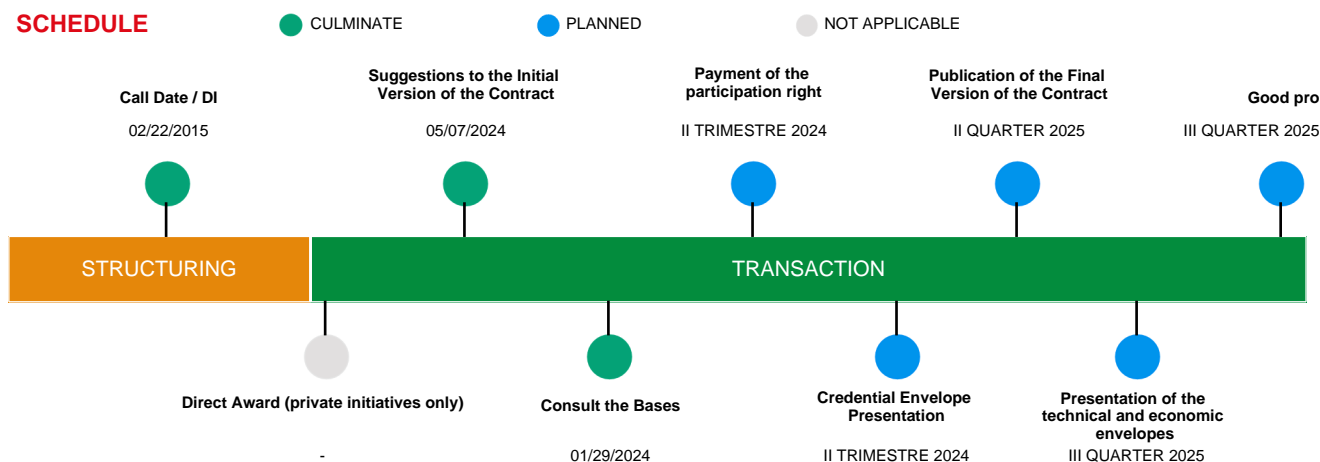 SCHEDULE
CULMINATE
PLANNED
NOT APPLICABLE
Call Date / DI
02/22/2015
Suggestions to the Initial
Version of the Contract
05/07/2024
Payment of the
participation right
II TRIMESTRE 2024
Publication of the Final
Version of the Contract
II QUARTER 2025
Good pro
III QUARTER 2025
STRUCTURING
TRANSACTION
Direct Award (private initiatives only)
-
Consult the Bases
01/29/2024
Credential Envelope
Presentation
II TRIMESTRE 2024
Presentation of the
technical and economic
envelopes
III QUARTER 2025